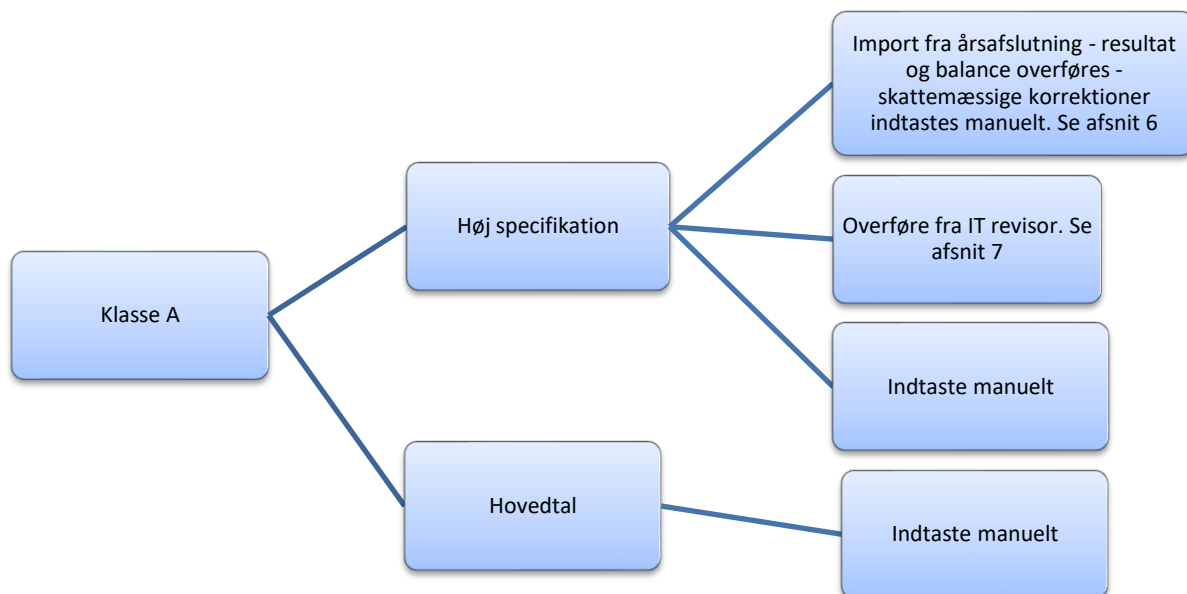 Import fra årsafslutning - resultat
og balance overføres -
skattemæssige korrektioner
indtastes manuelt. Se afsnit 6
Høj specifikation
Overføre fra IT revisor. Se
afsnit 7
Klasse A
Indtaste manuelt
Hovedtal
Indtaste manuelt